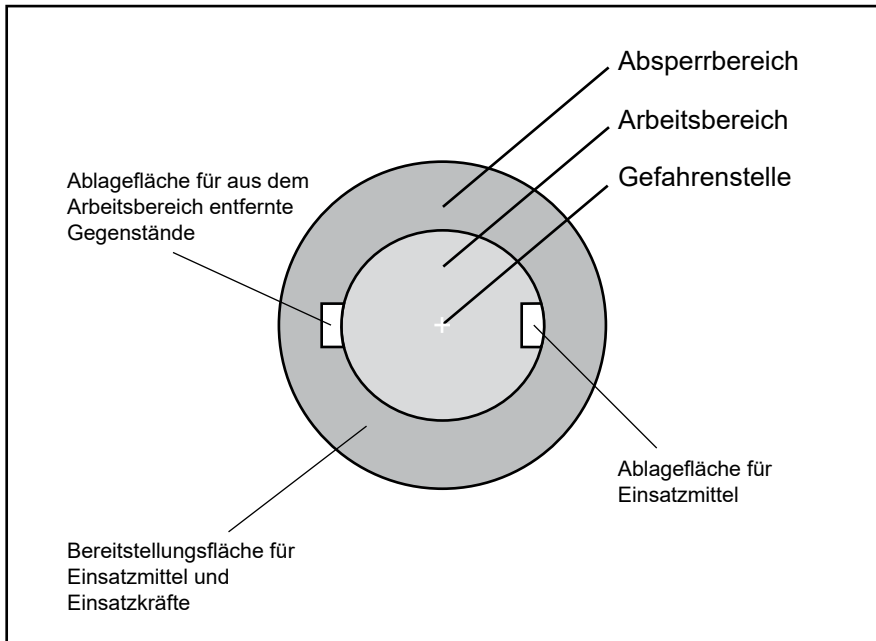 Absperrbereich
Arbeitsbereich
Gefahrenstelle
Ablagefläche für aus dem
Arbeitsbereich entfernte
Gegenstände
Ablagefläche für
Einsatzmittel
Bereitstellungsfläche für
Einsatzmittel und
Einsatzkräfte